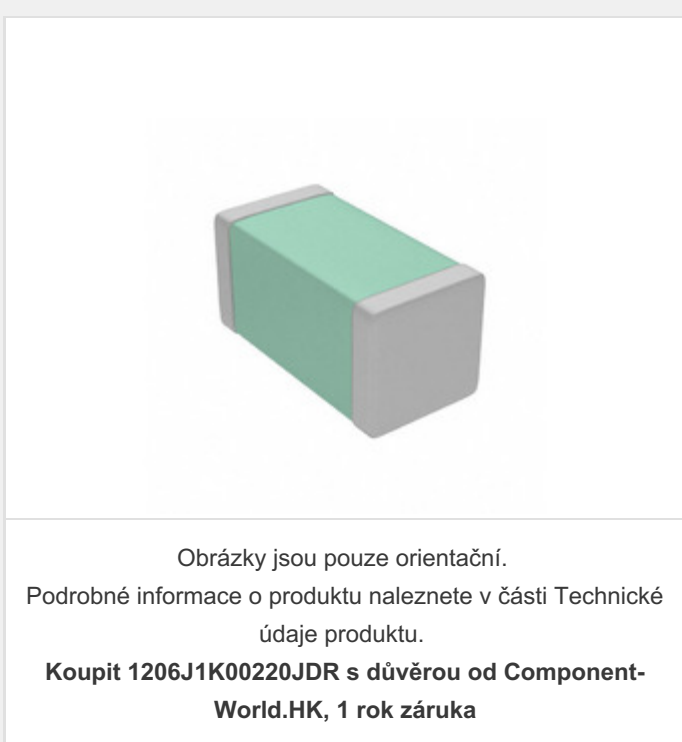 Obrázky jsou pouze orientační.
Podrobné informace o produktu naleznete v části Technické
údaje produktu.
Koupit 1206J1K00220JDR s důvěrou od Component-
World.HK, 1 rok záruka